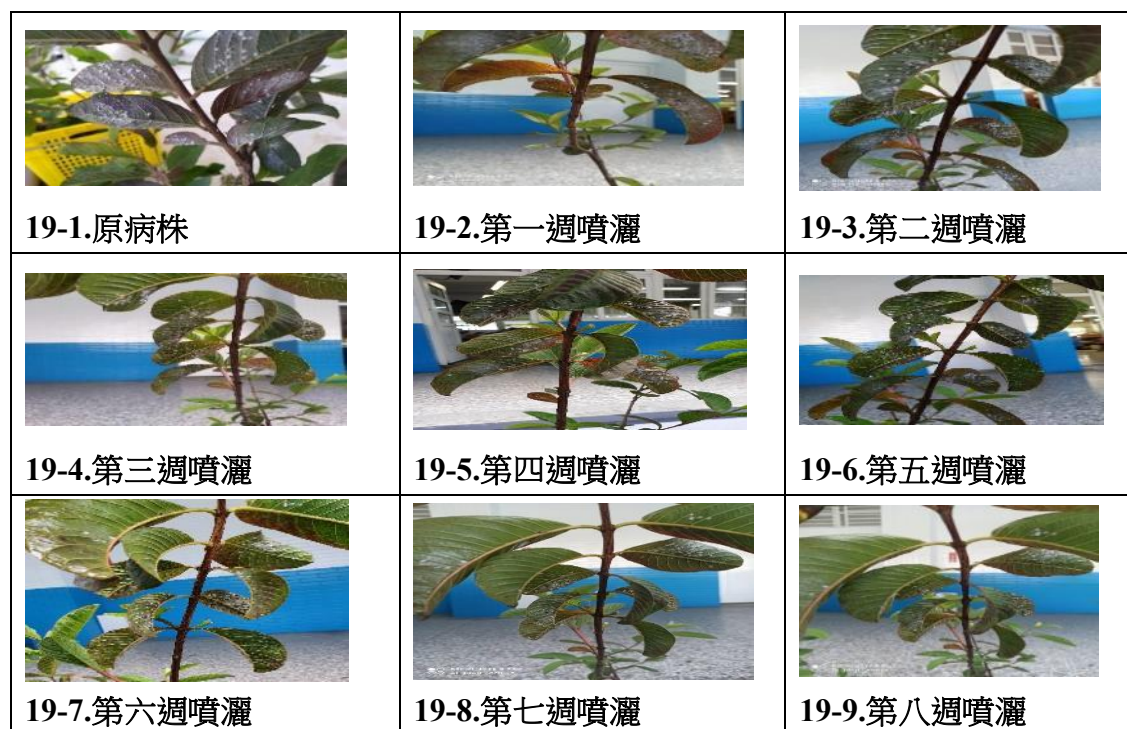 19-1.原病株
19-2.第一週噴灑
19-3.第二週噴灑
19-4.第三週噴灑
19-5.第四週噴灑
19-6.第五週噴灑
19-7.第六週噴灑
19-8.第七週噴灑
19-9.第八週噴灑